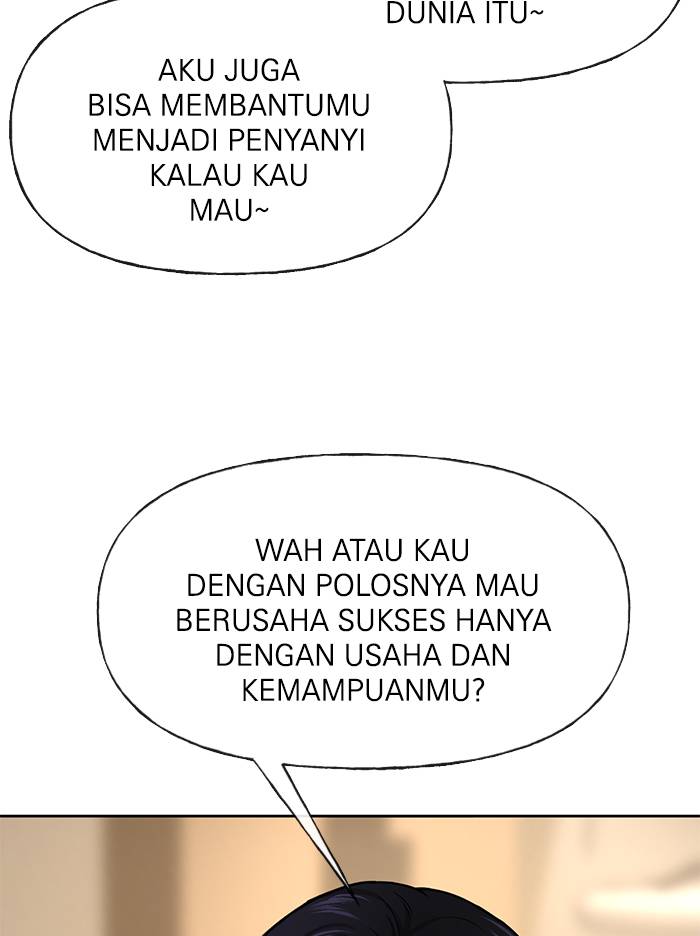 DUNIA ITU~
AKU JUGA
BISA MEMBANTUMU
MENJADI PENYANYI
KALAU KAU
MAU~
WAH ATAU KAU
DENGAN POLOSNYA MAU
BERUSAHA SUKSES HANYA
DENGAN USAHA DAN
KEMAMPUANMU?